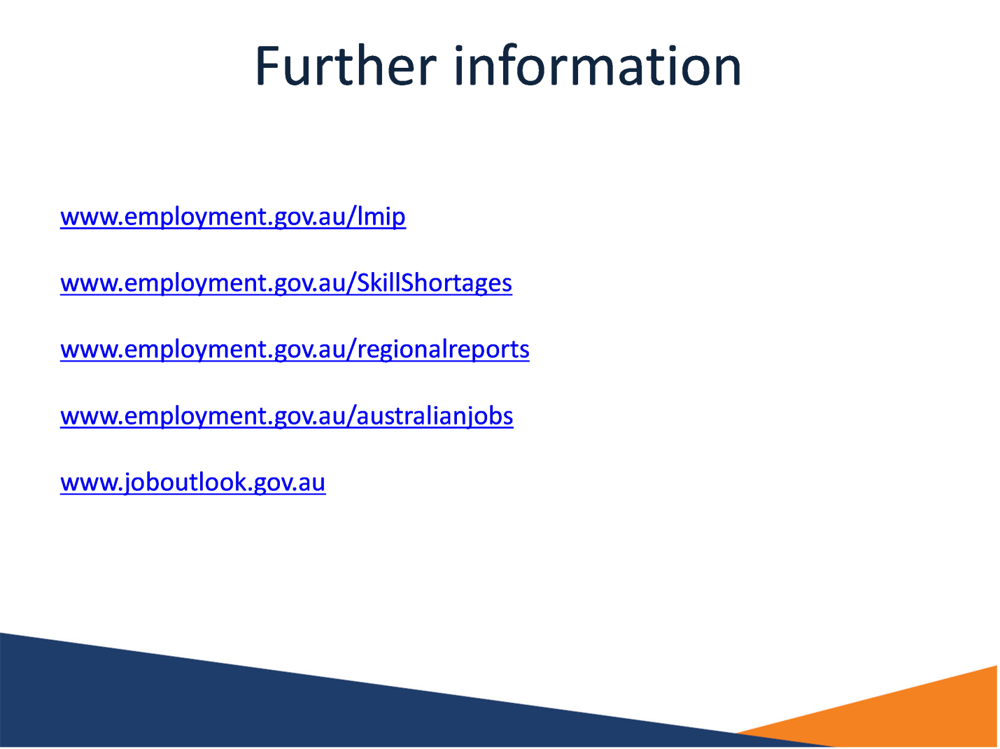 Further information
www.employment.gov.au/lmip
www.employment.gov.au/SkillShortages
www.employment.gov.au/regionalreports
www.employment.gov.au/australianjobs
www.joboutlook.gov.au